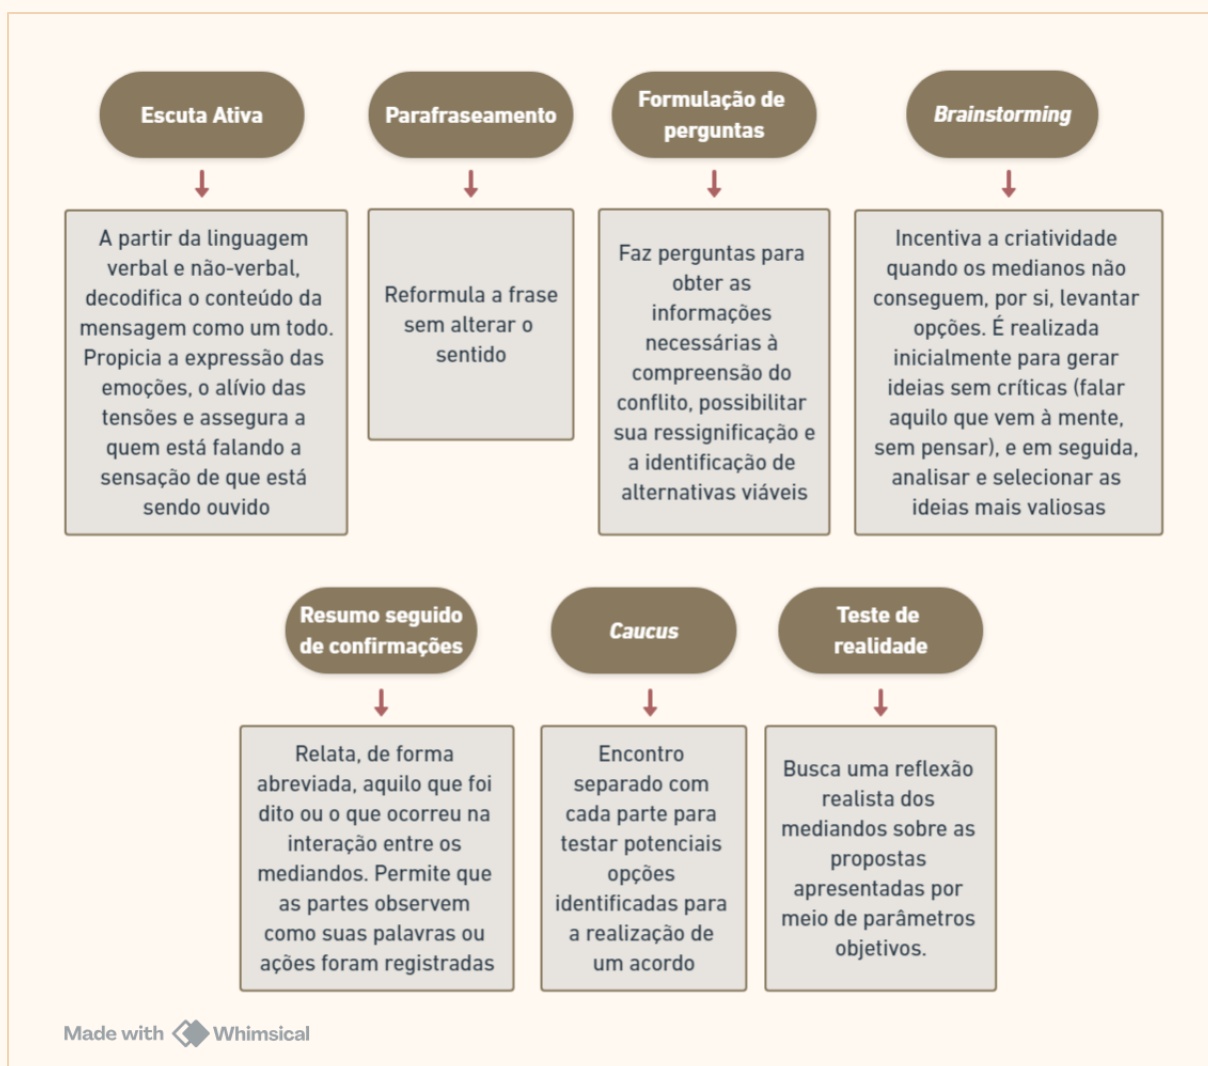 Escuta Ativa
A partir da linguagem
verbal e não-verbal,
decodifica o conteúdo da
mensagem como um todo.
Propicia a expressão das
emoções, o alívio das
tensões e assegura a
quem está falando a
sensação de que está
sendo ouvido
Parafraseamento
Reformula a frase
sem alterar o
sentido
Formulação de
perguntas
Faz perguntas para
obter as
informações
necessárias à
compreensão do
conflito, possibilitar
sua ressignificação e
a identificação de
alternativas viáveis
Brainstorming
Incentiva a criatividade
quando os medianos não
conseguem, por si, levantar
opções. É realizada
inicialmente para gerar
ideias sem críticas (falar
aquilo que vem à mente,
sem pensar), e em seguida,
analisar e selecionar as
ideias mais valiosas
Resumo seguido
de confirmações
Relata, de forma
abreviada, aquilo que foi
dito ou o que ocorreu na
interação entre os
mediandos. Permite que
as partes observem
como suas palavras ou
ações foram registradas
Caucus
Encontro
separado com
cada parte para
testar potenciais
opções
identificadas para
a realização de
um acordo
Teste de
realidade
Busca uma reflexão
realista dos
mediandos sobre as
propostas
apresentadas por
meio de parâmetros
objetivos.
Made with Whimsical